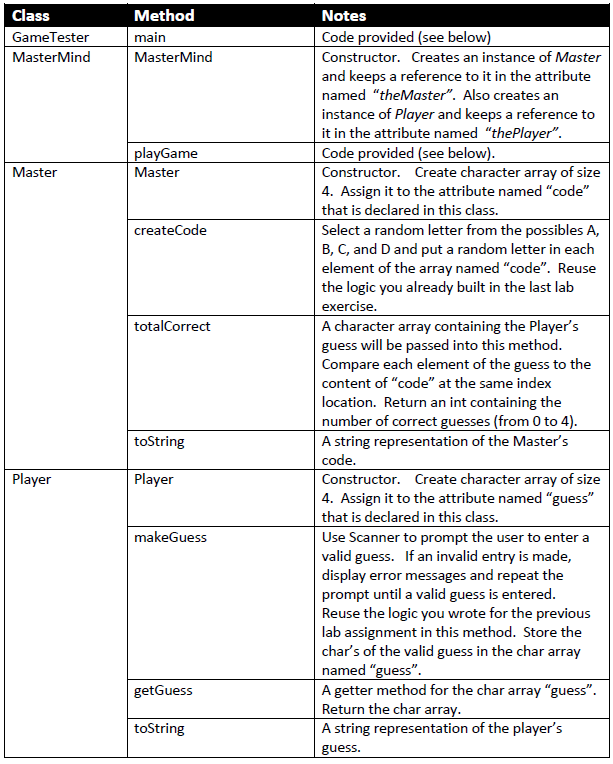 Class Method Notes
GameTester main Code provided (see below)
MasterMind MasterMind Constructor. Creates an instance of Master
and keeps a reference to it in the attribute
named “theMaster”. Also creates an
instance of Player and keeps a reference to
it in the attribute named “thePlayer”.
playGame Code provided (see below).
Master Master Constructor. Create character array of size
4. Assign it to the attribute named “code”
that is declared in this class.
createCode Select a random letter from the possibles A,
B, C, and D and put a random letter in each
element of the array named “code”. Reuse
the logic you already built in the last lab
exercise.
totalCorrect A character array containing the Player’s
guess will be passed into this method.
Compare each element of the guess to the
content of “code” at the same index
location. Return an int containing the
number of correct guesses (from 0 to 4).
toString A string representation of the Master’s
code.
Player Player Constructor. Create character array of size
4. Assign it to the attribute named “guess”
that is declared in this class.
makeGuess Use Scanner to prompt the user to enter a
valid guess. If an invalid entry is made,
display error messages and repeat the
prompt until a valid guess is entered.
Reuse the logic you wrote for the previous
lab assignment in this method. Store the
char’s of the valid guess in the char array
named “guess”.
getGuess A getter method for the char array “guess”.
Return the char array.
toString A string representation of the player’s
guess.